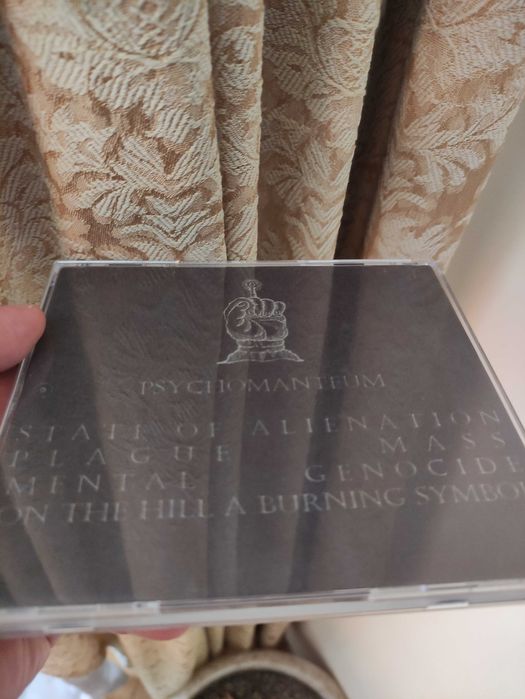 PSYCHOMANTEUM
STATE OF ALIENATION
PLAGUE MASS
MENTAL GENOCIDE
ON THE HILL A BURNING SYMBOL